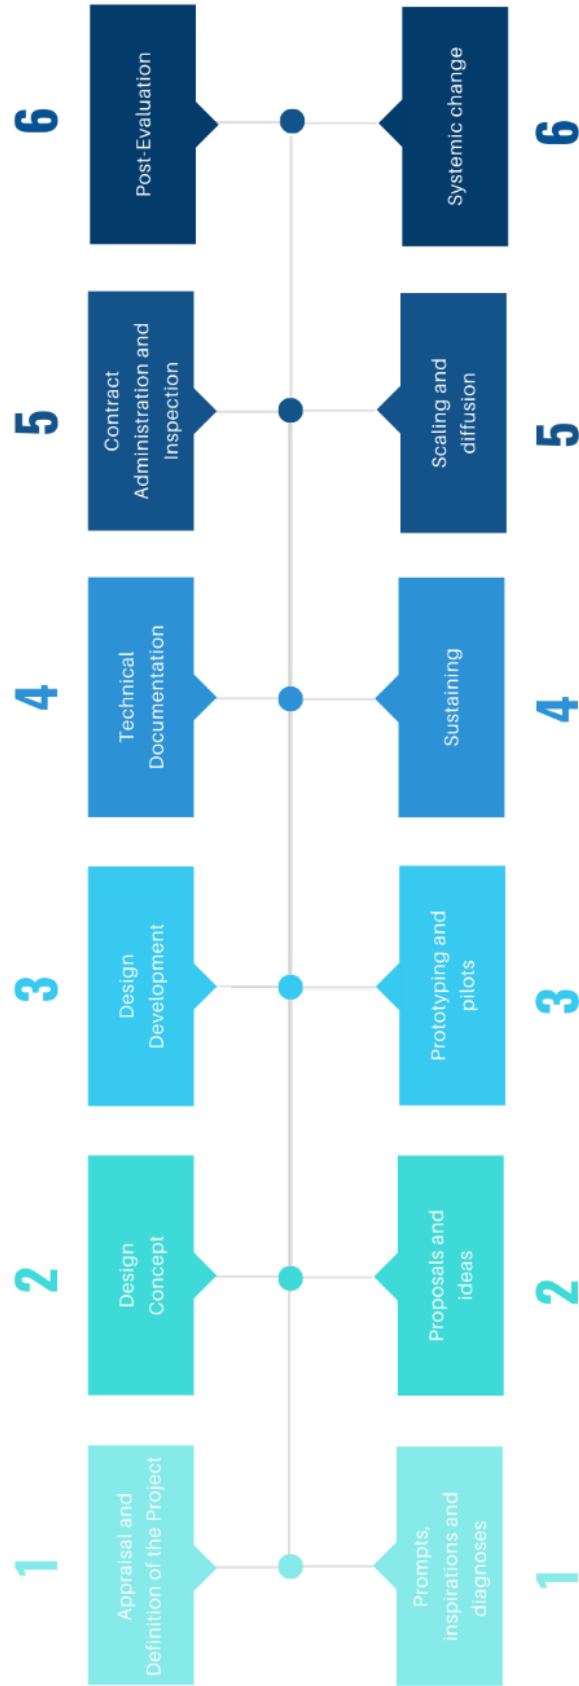 1
2
3
4
5
6
Appraisal and
Definition of the Project
Design
Concept
Design
Development
Technical
Documentation
Contract
Administration and
Inspection
Post-Evaluation
Prompts,
inspirations and
diagnoses
Proposals and
ideas
Prototyping and
pilots
Sustaining
Scaling and
diffusion
Systemic change
1
2
3
4
5
6